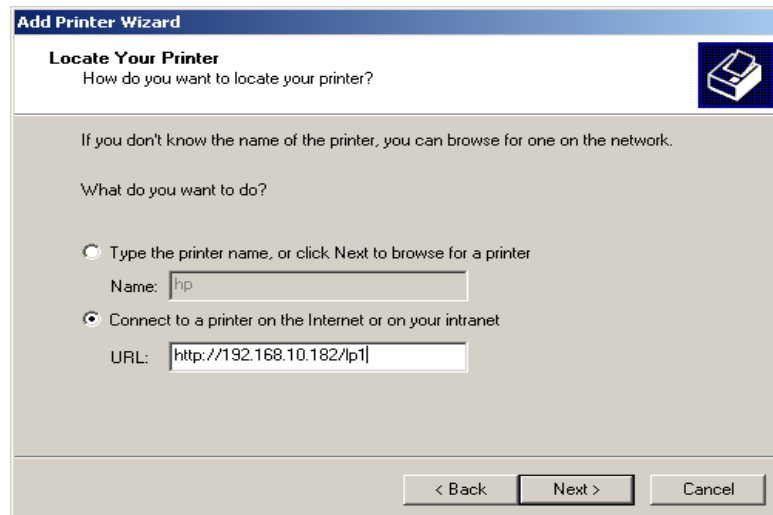 Add Printer Wizard
Locate Your Printer
How do you want to locate your printer?
If you don't know the name of the printer, you can browse for one on the network.
What do you want to do?
Type the printer name, or click Next to browse for a printer
Name: hp
Connect to a printer on the Internet or on your intranet
URL: http://192.168.10.182/lp1
< Back Next > Cancel